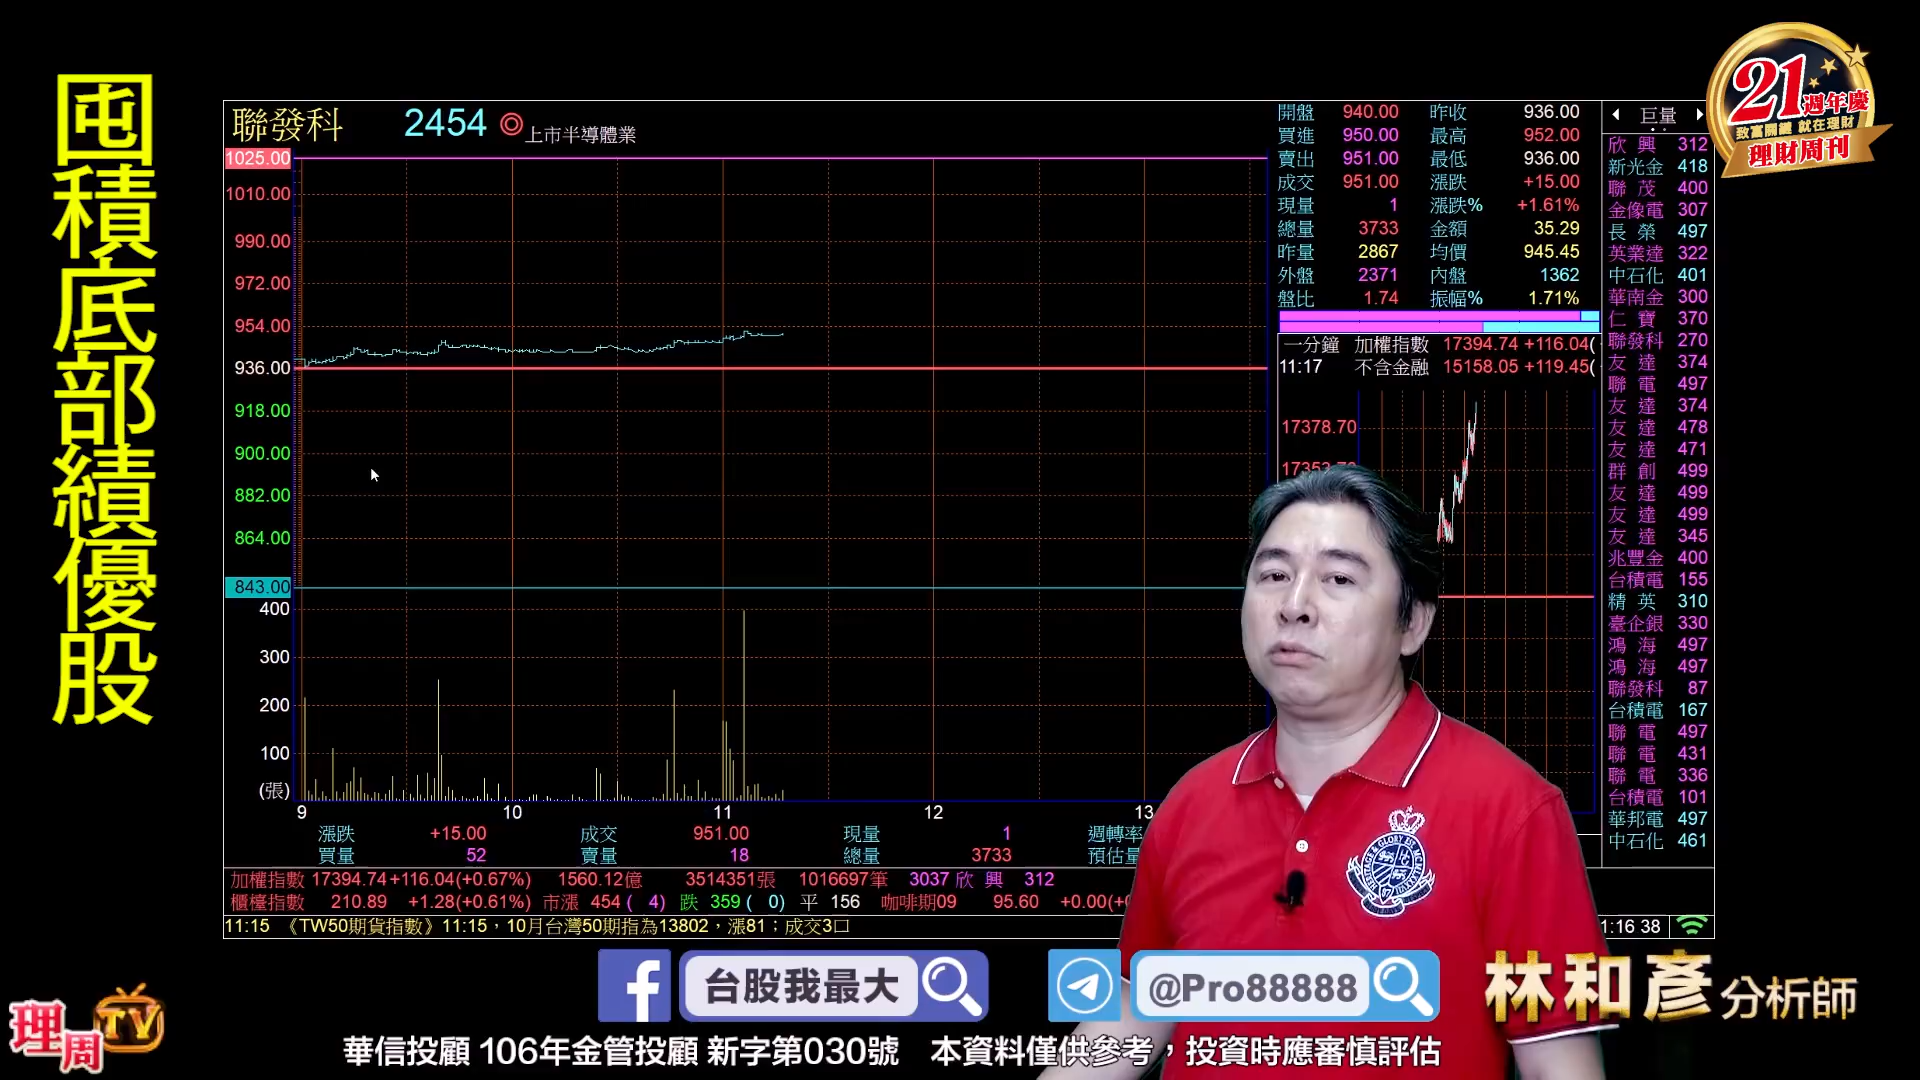 囤積底部績優股
聯發科 2454 ◎上市半導體業
1025.00
1010.00
990.00
972.00
954.00
936.00
918.00
900.00
882.00
864.00
843.00
400
300
200
100
(張)
9 10 11 12 13
漲跌 +15.00 成交 951.00 現量 1 週轉率
買量 52 賣量 18 總量 3733 預估量
開盤 940.00 昨收 936.00
買進 950.00 最高 952.00
賣出 951.00 最低 936.00
成交 951.00 漲跌 +15.00
現量 1 漲跌% +1.61%
總量 3733 金額 35.29
昨量 2867 均價 945.45
外盤 2371 內盤 1362
盤比 1.74 振幅% 1.71%
一分鐘 加權指數 17394.74 +116.04(
11:17 不含金融 15158.05 +119.45(
17378.70
巨量
欣興 312
新光金 418
聯茂 400
金像電 307
長榮 497
英業達 322
中石化 401
華南金 300
仁寶 370
聯發科 270
友達 374
聯電 497
友達 374
友達 478
友達 471
群創 499
友達 499
友達 499
友達 345
兆豐金 400
台積電 155
精英 310
臺企銀 330
鴻海 497
鴻海 497
聯發科 87
台積電 167
聯電 497
聯電 431
聯電 336
台積電 101
華邦電 497
中石化 461
加權指數 17394.74 +116.04(+0.67%) 1560.12億 3514351張 1016697筆 3037 欣興 312
櫃檯指數 210.89 +1.28(+0.61%) 市漲 454 ( 4) 跌 359 ( 0) 平 156 咖啡期09 95.60 +0.00(+0
11:15 《TW50期貨指數》11:15，10月台灣50期指為13802，漲81；成交3口
1:16 38
21週年慶
致富關鍵 就在理財
理財周刊
台股我最大
@Pro88888
林和彥分析師
理周TV
華信投顧 106年金管投顧 新字第030號 本資料僅供參考，投資時應審慎評估